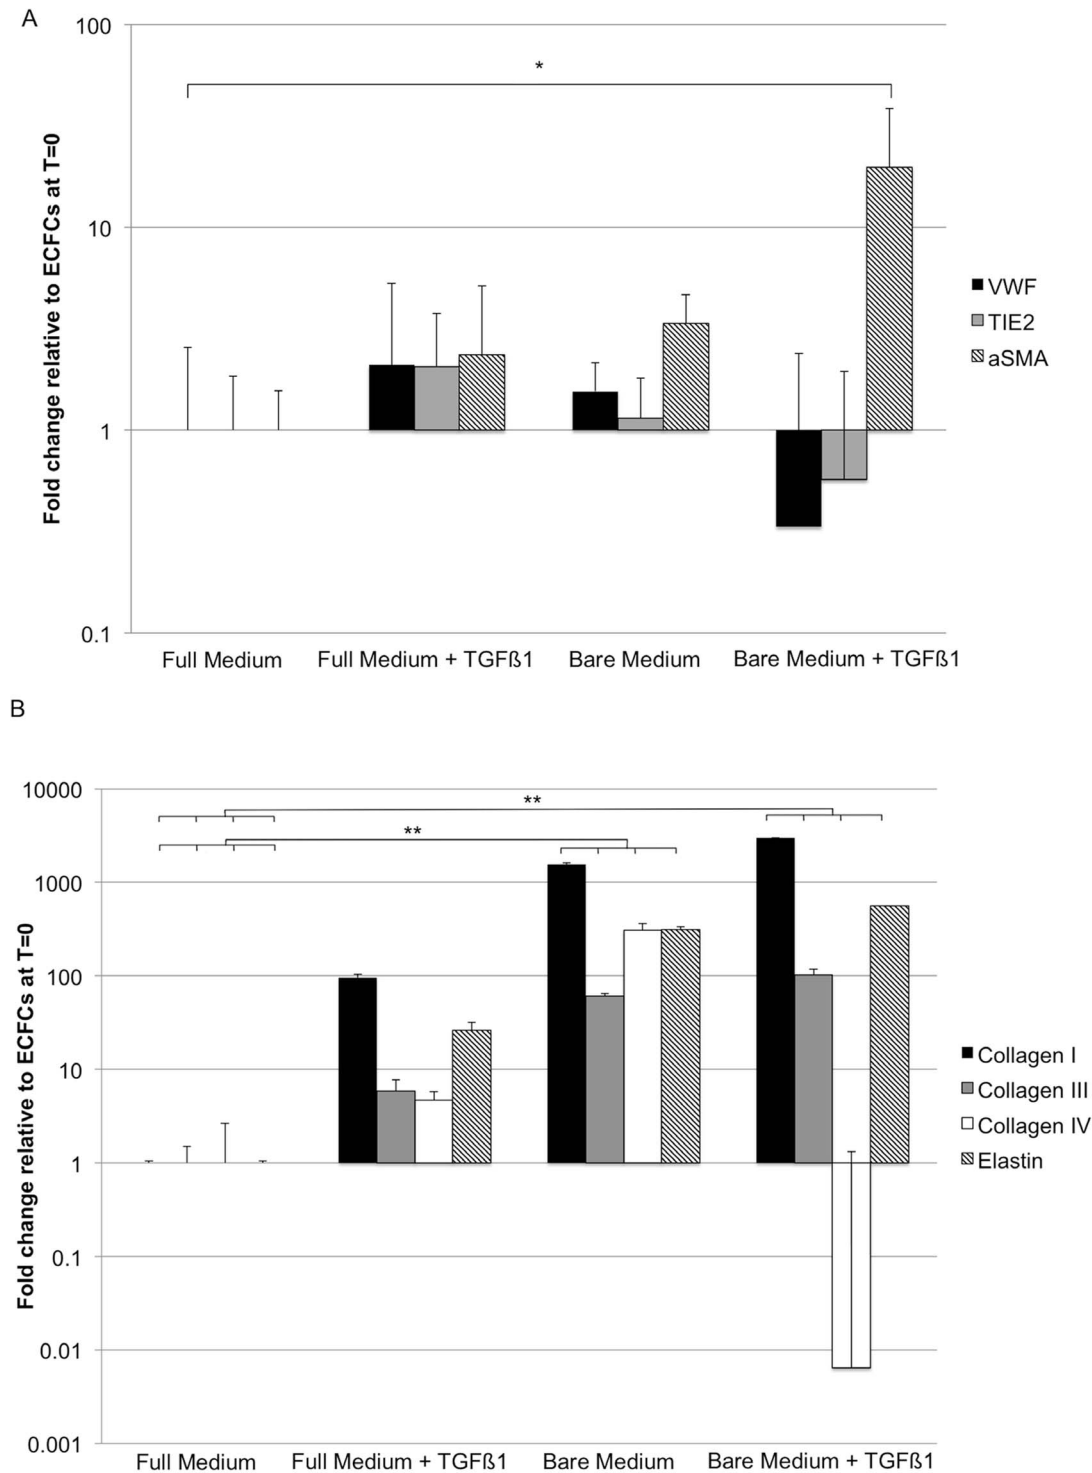 A
100
10
1
0.1
Fold change relative to ECFCs at T=0
*
VWF
TIE2
aSMA
Full Medium
Full Medium + TGFß1
Bare Medium
Bare Medium + TGFß1
B
10000
1000
100
10
1
0.1
0.01
0.001
Fold change relative to ECFCs at T=0
**
**
Collagen I
Collagen III
Collagen IV
Elastin
Full Medium
Full Medium + TGFß1
Bare Medium
Bare Medium + TGFß1